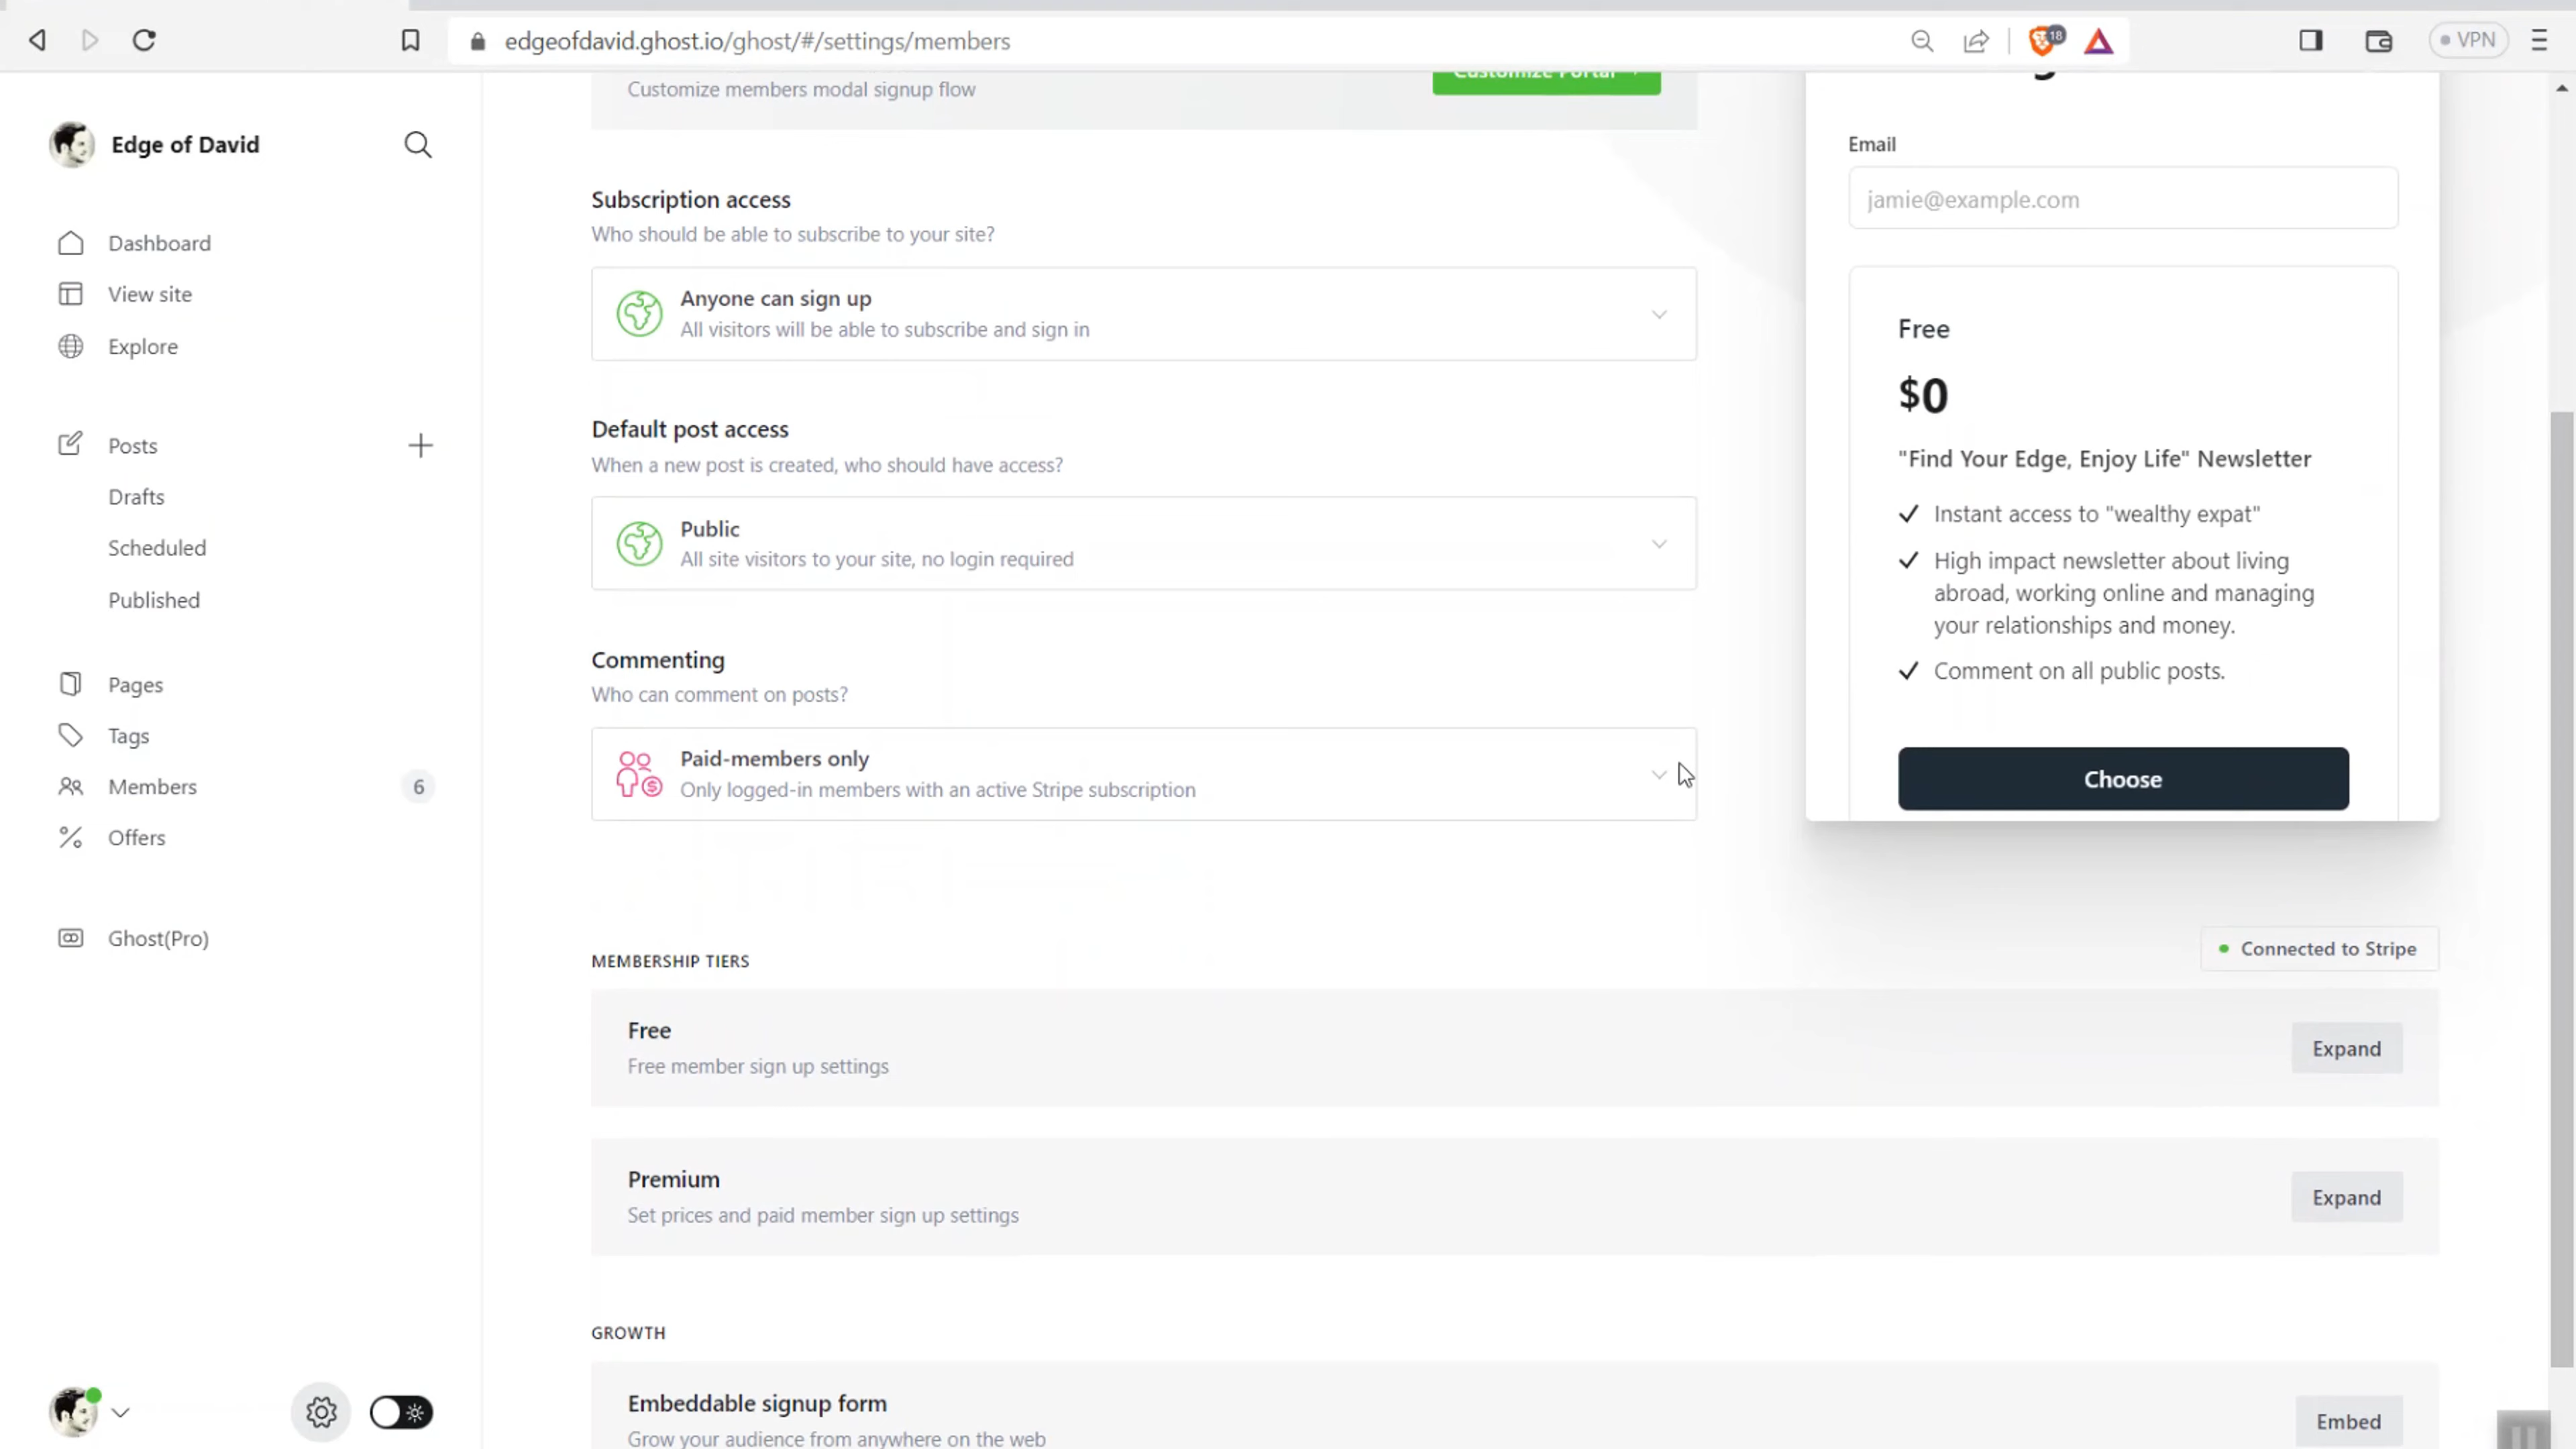 edgeofdavid.ghost.io/ghost/#/settings/members
18
VPN
Edge of David
Dashboard
View site
Explore
Posts
Drafts
Scheduled
Published
Pages
Tags
Members
6
Offers
Ghost(Pro)
Customize members modal signup flow
Customize Portal
Subscription access
Who should be able to subscribe to your site?
Anyone can sign up
All visitors will be able to subscribe and sign in
Default post access
When a new post is created, who should have access?
Public
All site visitors to your site, no login required
Commenting
Who can comment on posts?
Paid-members only
Only logged-in members with an active Stripe subscription
Email
jamie@example.com
Free
$0
"Find Your Edge, Enjoy Life" Newsletter
Instant access to "wealthy expat"
High impact newsletter about living
abroad, working online and managing
your relationships and money.
Comment on all public posts.
Choose
MEMBERSHIP TIERS
Connected to Stripe
Free
Free member sign up settings
Expand
Premium
Set prices and paid member sign up settings
Expand
GROWTH
Embeddable signup form
Grow your audience from anywhere on the web
Embed